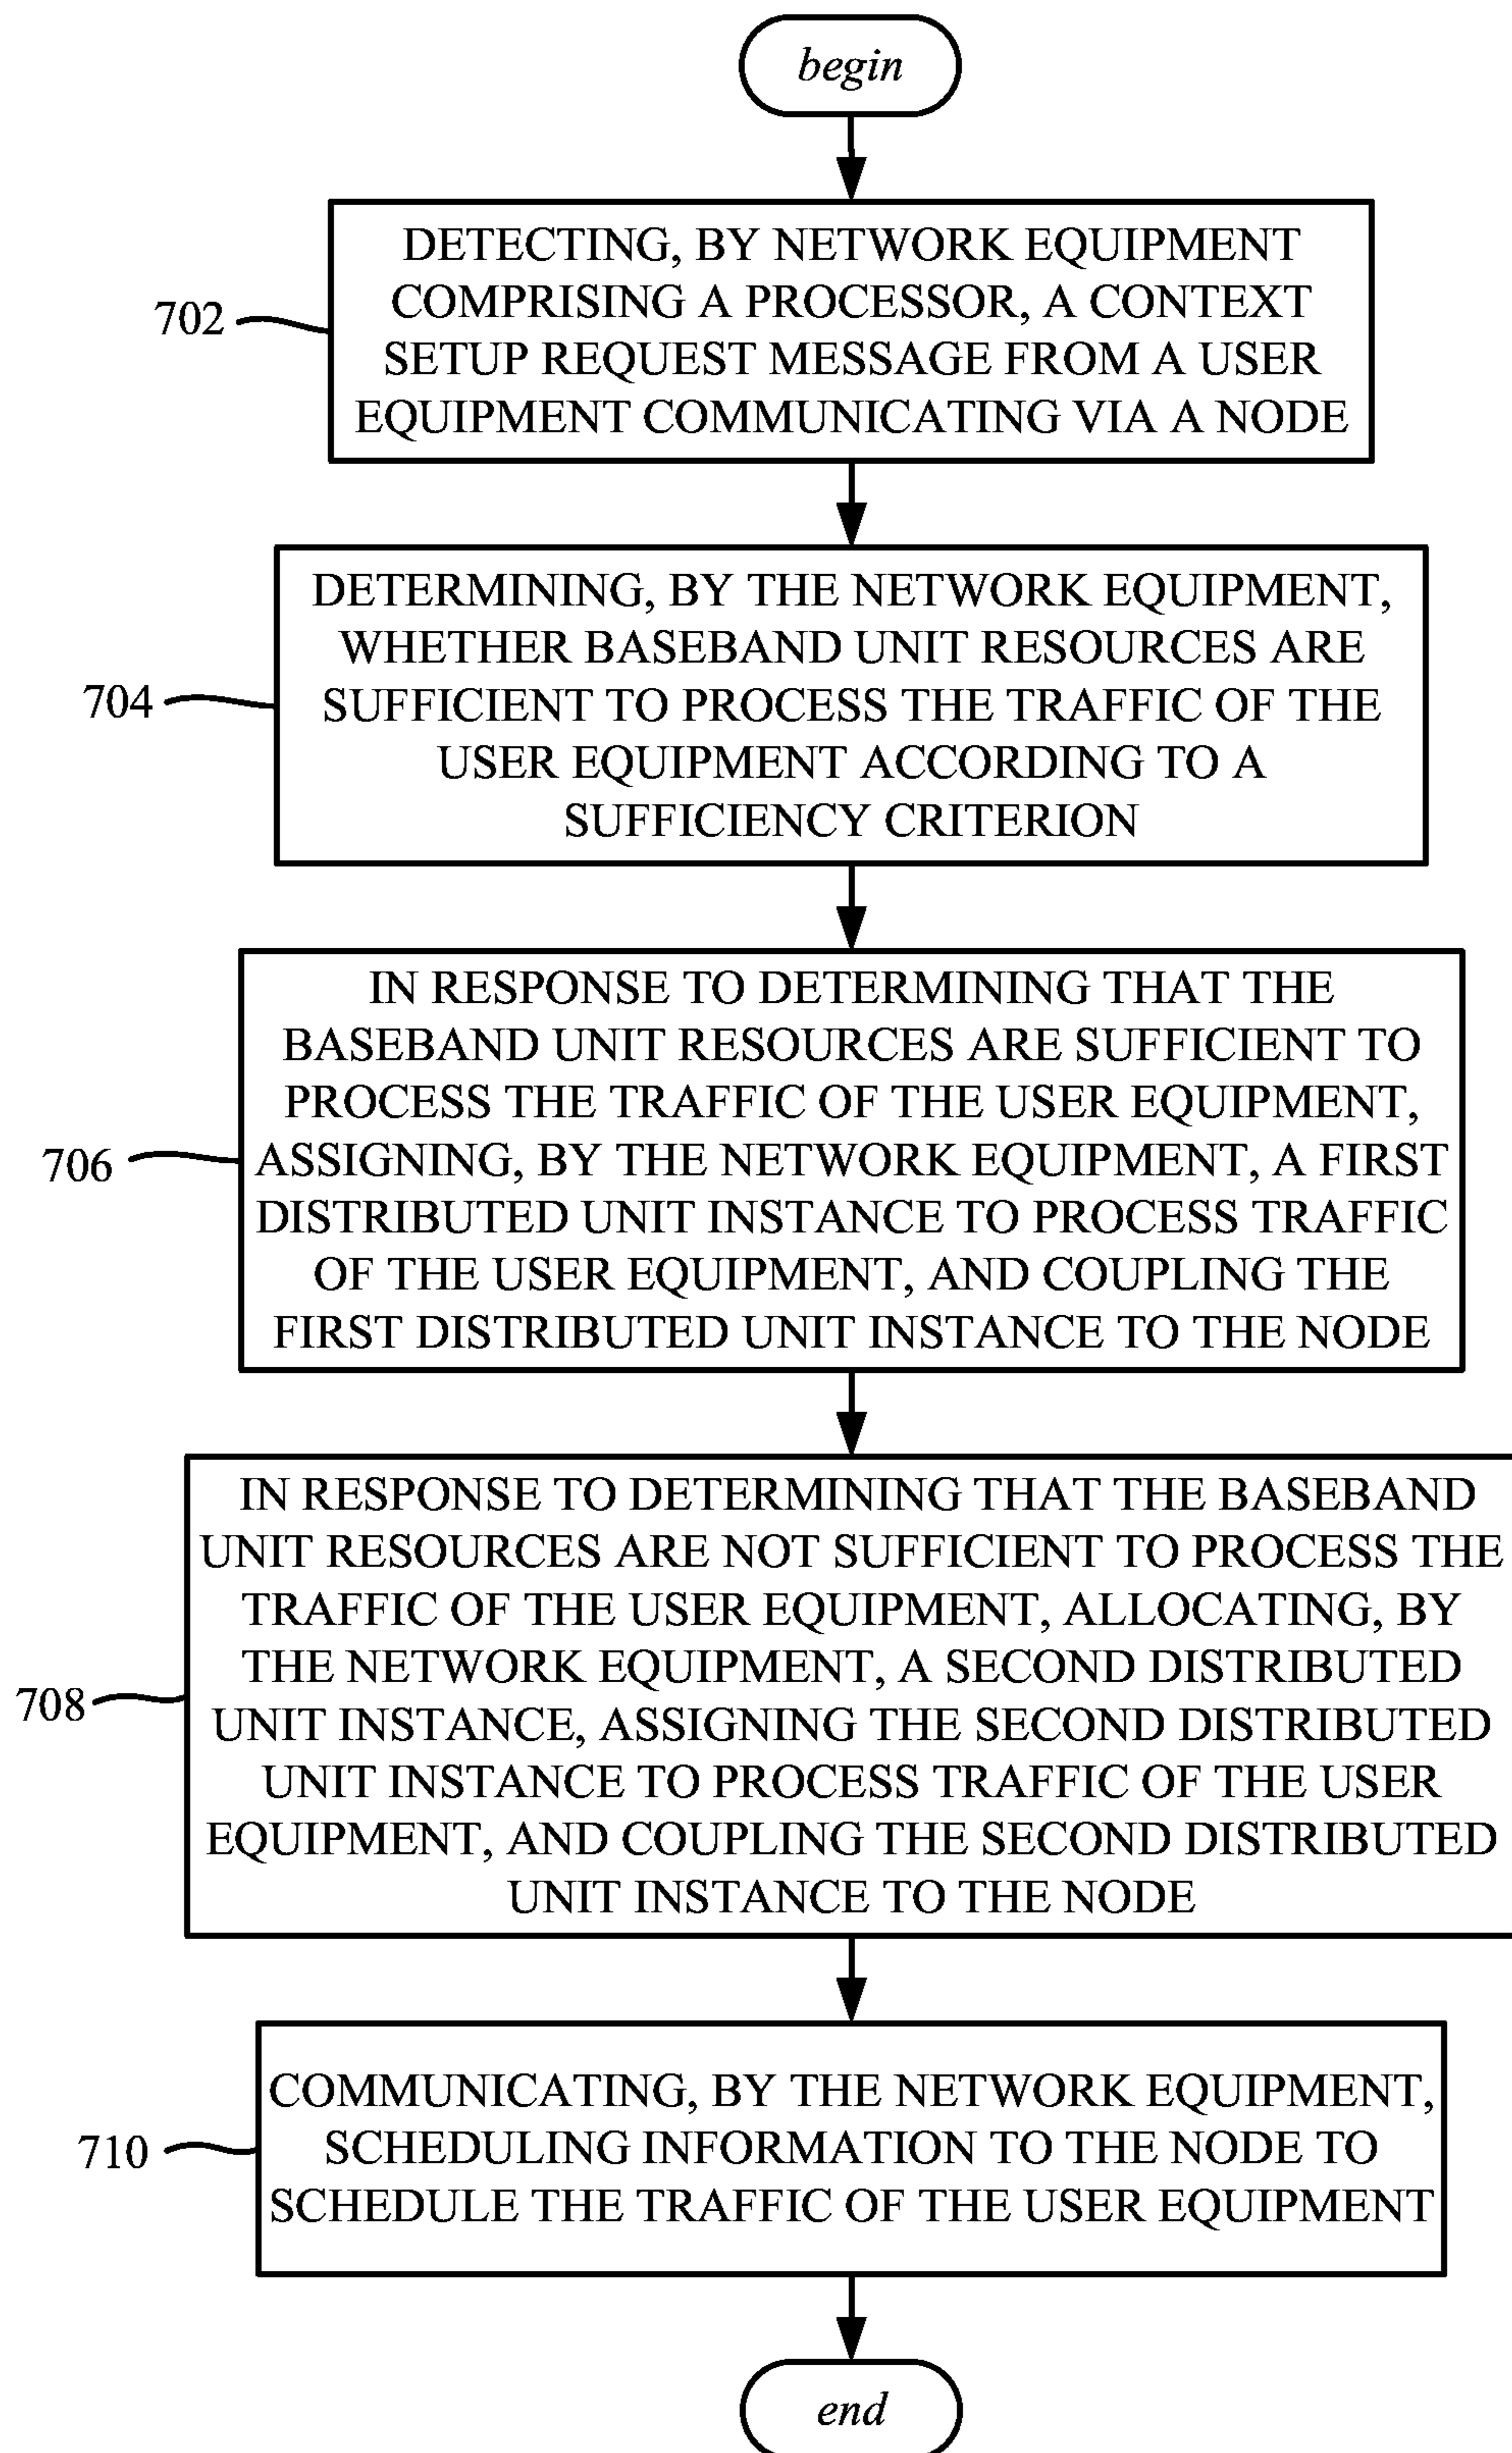 begin
DETECTING, BY NETWORK EQUIPMENT
COMPRISING A PROCESSOR, A CONTEXT
SETUP REQUEST MESSAGE FROM A USER
EQUIPMENT COMMUNICATING VIA A NODE
702
DETERMINING, BY THE NETWORK EQUIPMENT,
WHETHER BASEBAND UNIT RESOURCES ARE
SUFFICIENT TO PROCESS THE TRAFFIC OF THE
USER EQUIPMENT ACCORDING TO A
SUFFICIENCY CRITERION
704
IN RESPONSE TO DETERMINING THAT THE
BASEBAND UNIT RESOURCES ARE SUFFICIENT TO
PROCESS THE TRAFFIC OF THE USER EQUIPMENT,
ASSIGNING, BY THE NETWORK EQUIPMENT, A FIRST
DISTRIBUTED UNIT INSTANCE TO PROCESS TRAFFIC
OF THE USER EQUIPMENT, AND COUPLING THE
FIRST DISTRIBUTED UNIT INSTANCE TO THE NODE
706
IN RESPONSE TO DETERMINING THAT THE BASEBAND
UNIT RESOURCES ARE NOT SUFFICIENT TO PROCESS THE
TRAFFIC OF THE USER EQUIPMENT, ALLOCATING, BY
THE NETWORK EQUIPMENT, A SECOND DISTRIBUTED
UNIT INSTANCE, ASSIGNING THE SECOND DISTRIBUTED
UNIT INSTANCE TO PROCESS TRAFFIC OF THE USER
EQUIPMENT, AND COUPLING THE SECOND DISTRIBUTED
UNIT INSTANCE TO THE NODE
708
COMMUNICATING, BY THE NETWORK EQUIPMENT,
SCHEDULING INFORMATION TO THE NODE TO
SCHEDULE THE TRAFFIC OF THE USER EQUIPMENT
710
end